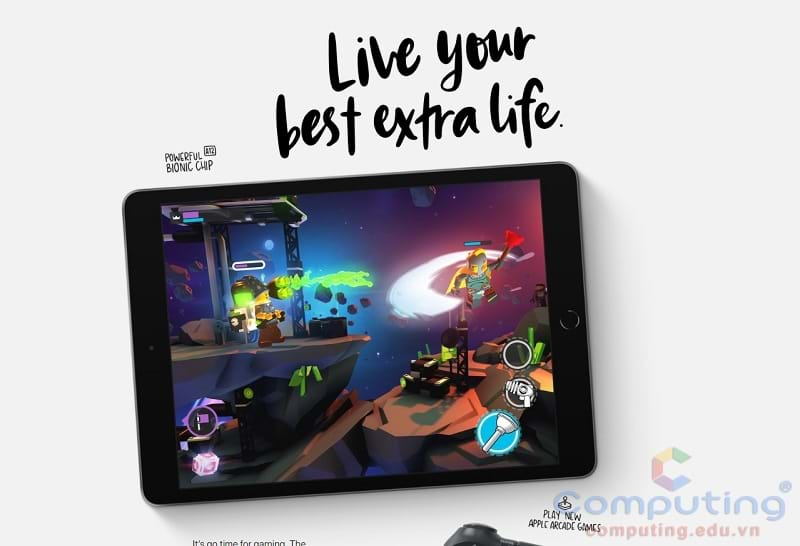 Live your
best extra life.
POWERFUL A12
BIONIC CHIP
PLAY NEW
APPLE ARCADE GAMES
Computing®
computing.edu.vn
It's go time for gaming. The